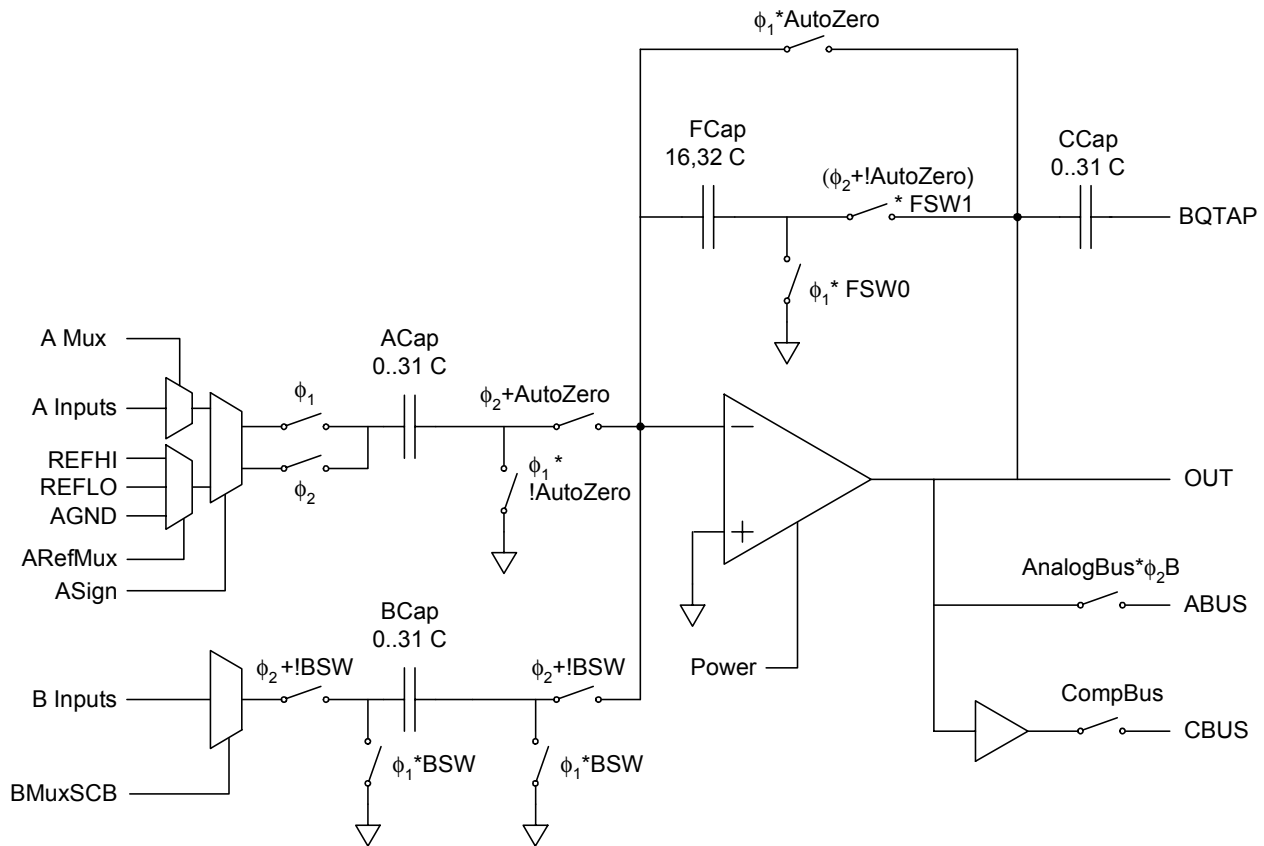 ϕ1*AutoZero
FCap
16,32 C
CCap
0..31 C
(ϕ2+!AutoZero)
* FSW1
BQTAP
ϕ1* FSW0
A Mux
ACap
0..31 C
A Inputs
ϕ1
ϕ2+AutoZero
REFHI
REFLO
AGND
ϕ2
ϕ1*
!AutoZero
OUT
ARefMux
ASign
AnalogBus*ϕ2B
ABUS
BCap
0..31 C
Power
B Inputs
ϕ2+!BSW
ϕ2+!BSW
CompBus
CBUS
ϕ1*BSW
ϕ1*BSW
BMuxSCB